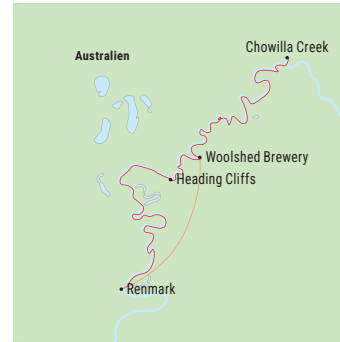 Chowilla Creek
Australien
Woolshed Brewery
Heading Cliffs
Renmark